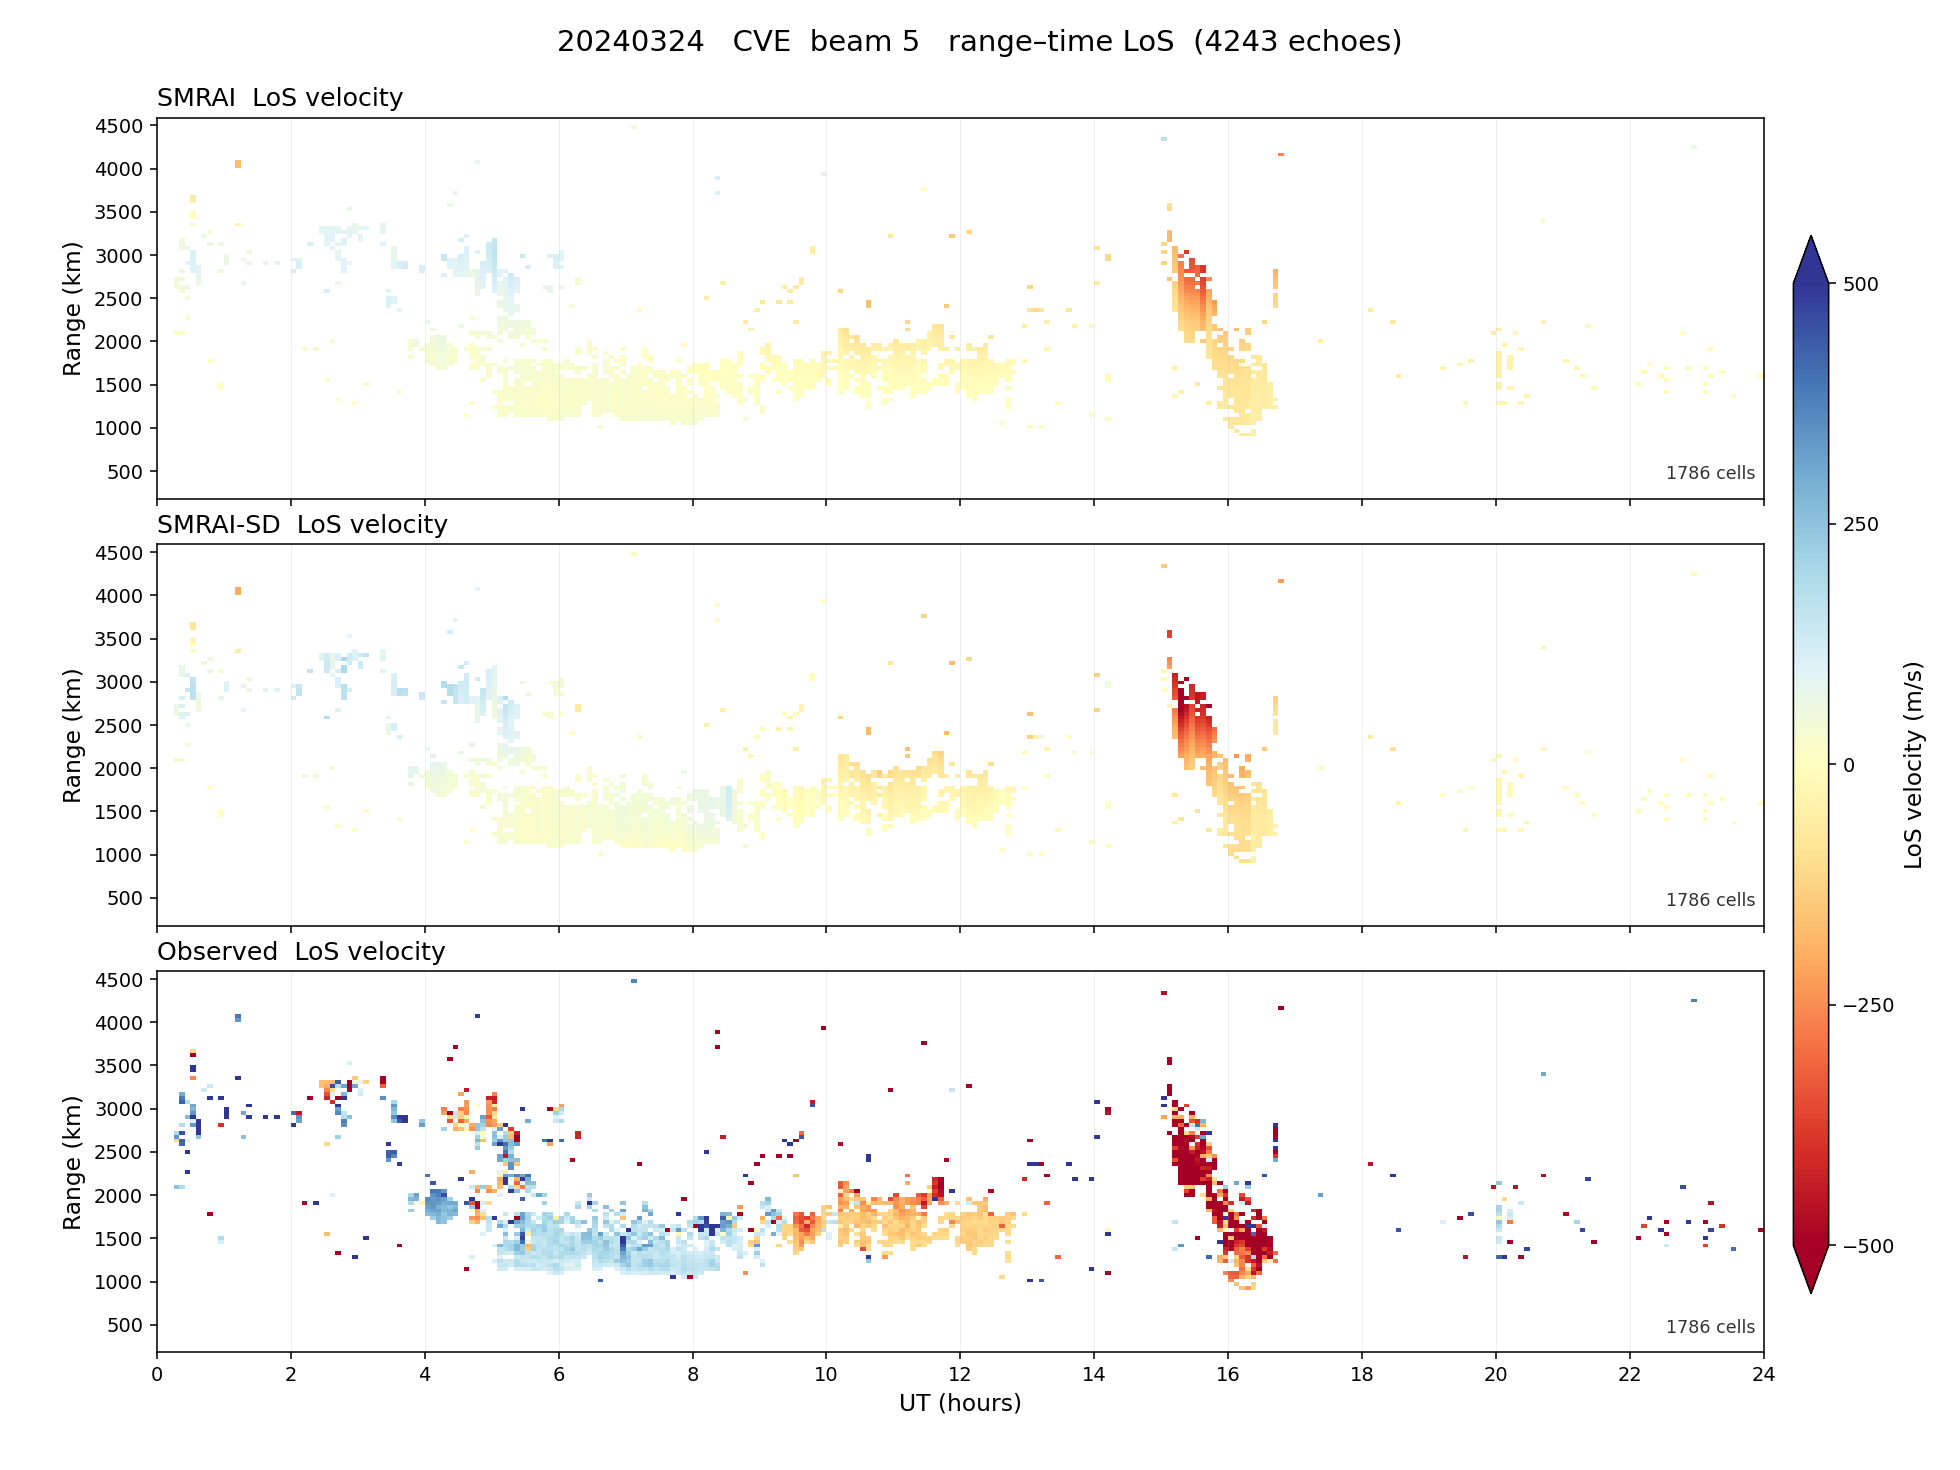 20240324   CVE  beam 5   range–time LoS  (4243 echoes)
SMRAI  LoS velocity
4500
4000
3500
3000
2500
2000
1500
1000
500
Range (km)
1786 cells
SMRAI-SD  LoS velocity
4500
4000
3500
3000
2500
2000
1500
1000
500
Range (km)
1786 cells
Observed  LoS velocity
4500
4000
3500
3000
2500
2000
1500
1000
500
Range (km)
1786 cells
0 2 4 6 8 10 12 14 16 18 20 22 24
UT (hours)
500
250
0
−250
−500
LoS velocity (m/s)